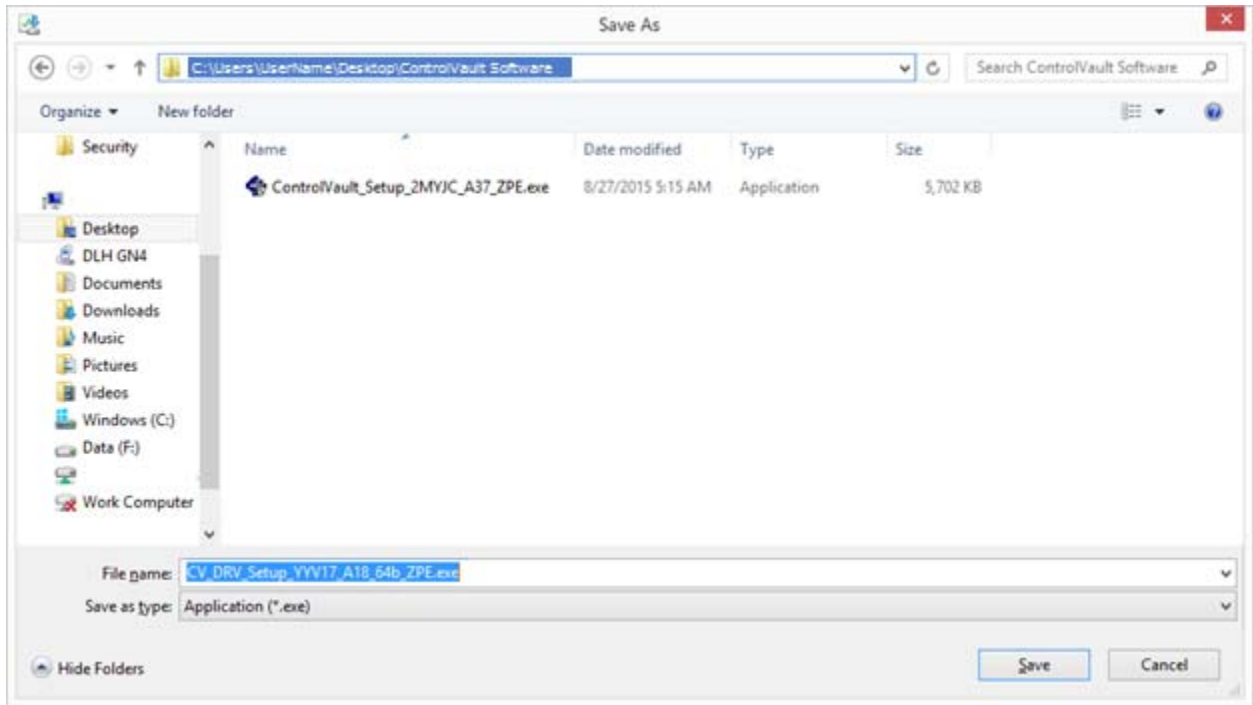 Save As
C:\Users\UserName\Desktop\ControlVault Software
Search ControlVault Software
Organize New folder
Name Date modified Type Size
ControlVault_Setup_2MYJC_A37_ZPE.exe 8/27/2015 5:15 AM Application 5,702 KB
Security
Desktop
DLH GN4
Documents
Downloads
Music
Pictures
Videos
Windows (C:)
Data (F:)
Work Computer
File name: CV_DRV_Setup_YYV17_A18_64b_ZPE.exe
Save as type: Application (*.exe)
Hide Folders
Save Cancel